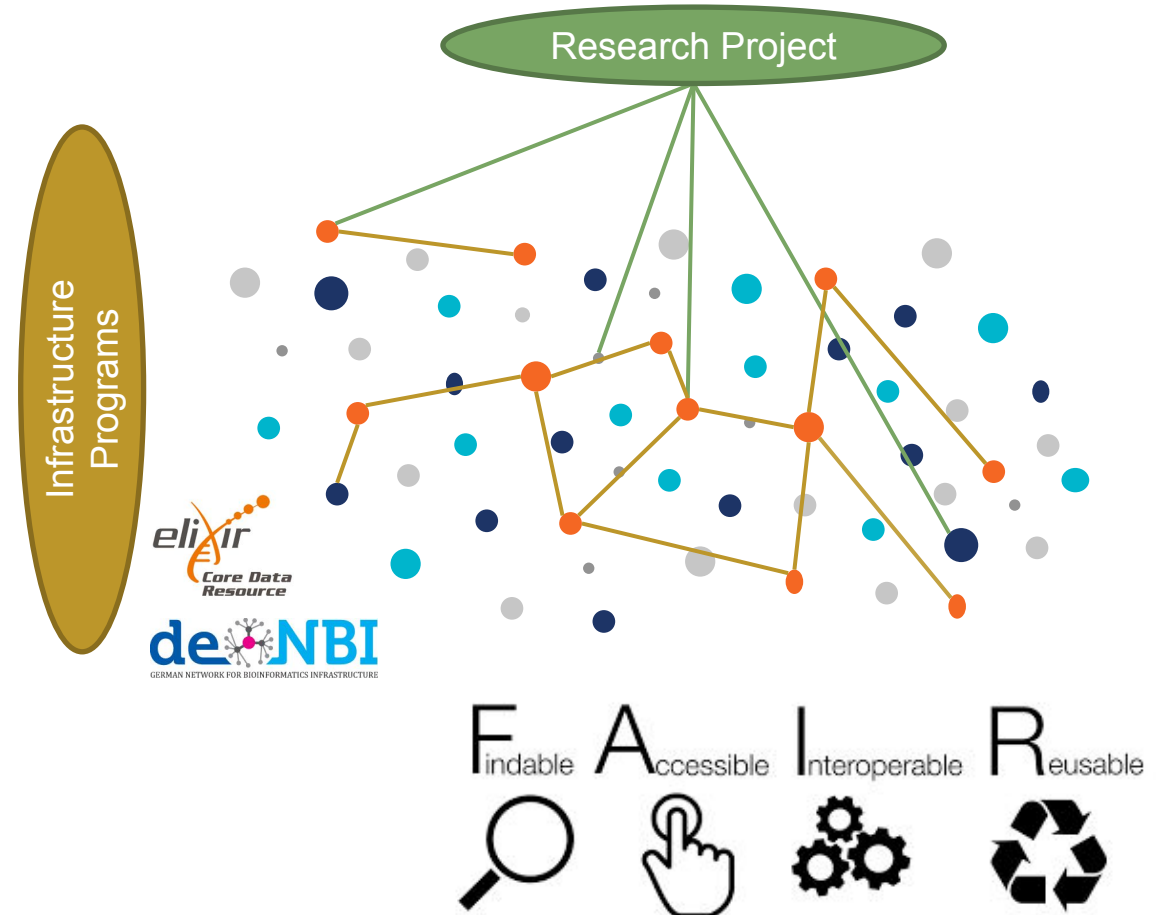 Research Project
Infrastructure
Programs
elixir
Core Data
Resource
de NBI
GERMAN NETWORK FOR BIOINFORMATICS INFRASTRUCTURE
Findable Accessible Interoperable Reusable